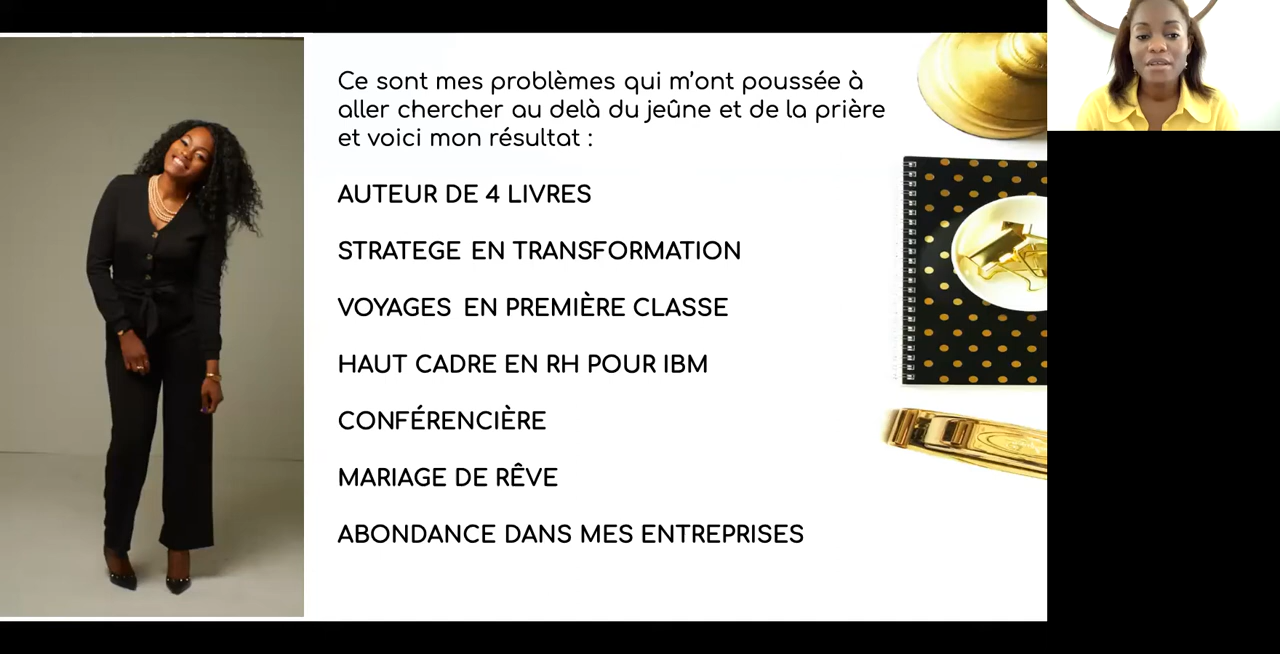 Ce sont mes problèmes qui m’ont poussée à
aller chercher au delà du jeûne et de la prière
et voici mon résultat :
AUTEUR DE 4 LIVRES
STRATEGE EN TRANSFORMATION
VOYAGES EN PREMIÈRE CLASSE
HAUT CADRE EN RH POUR IBM
CONFÉRENCIÈRE
MARIAGE DE RÊVE
ABONDANCE DANS MES ENTREPRISES